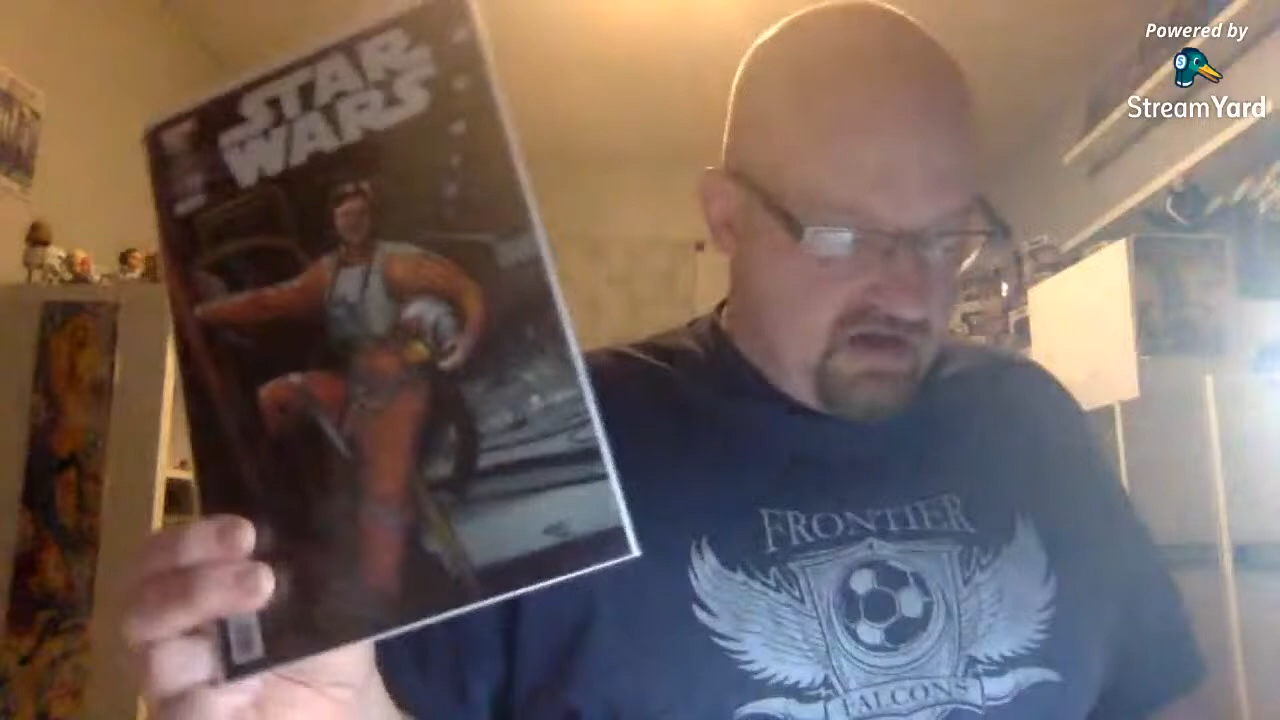 Powered by
StreamYard
STAR
WARS
FRONTIER
FALCONS